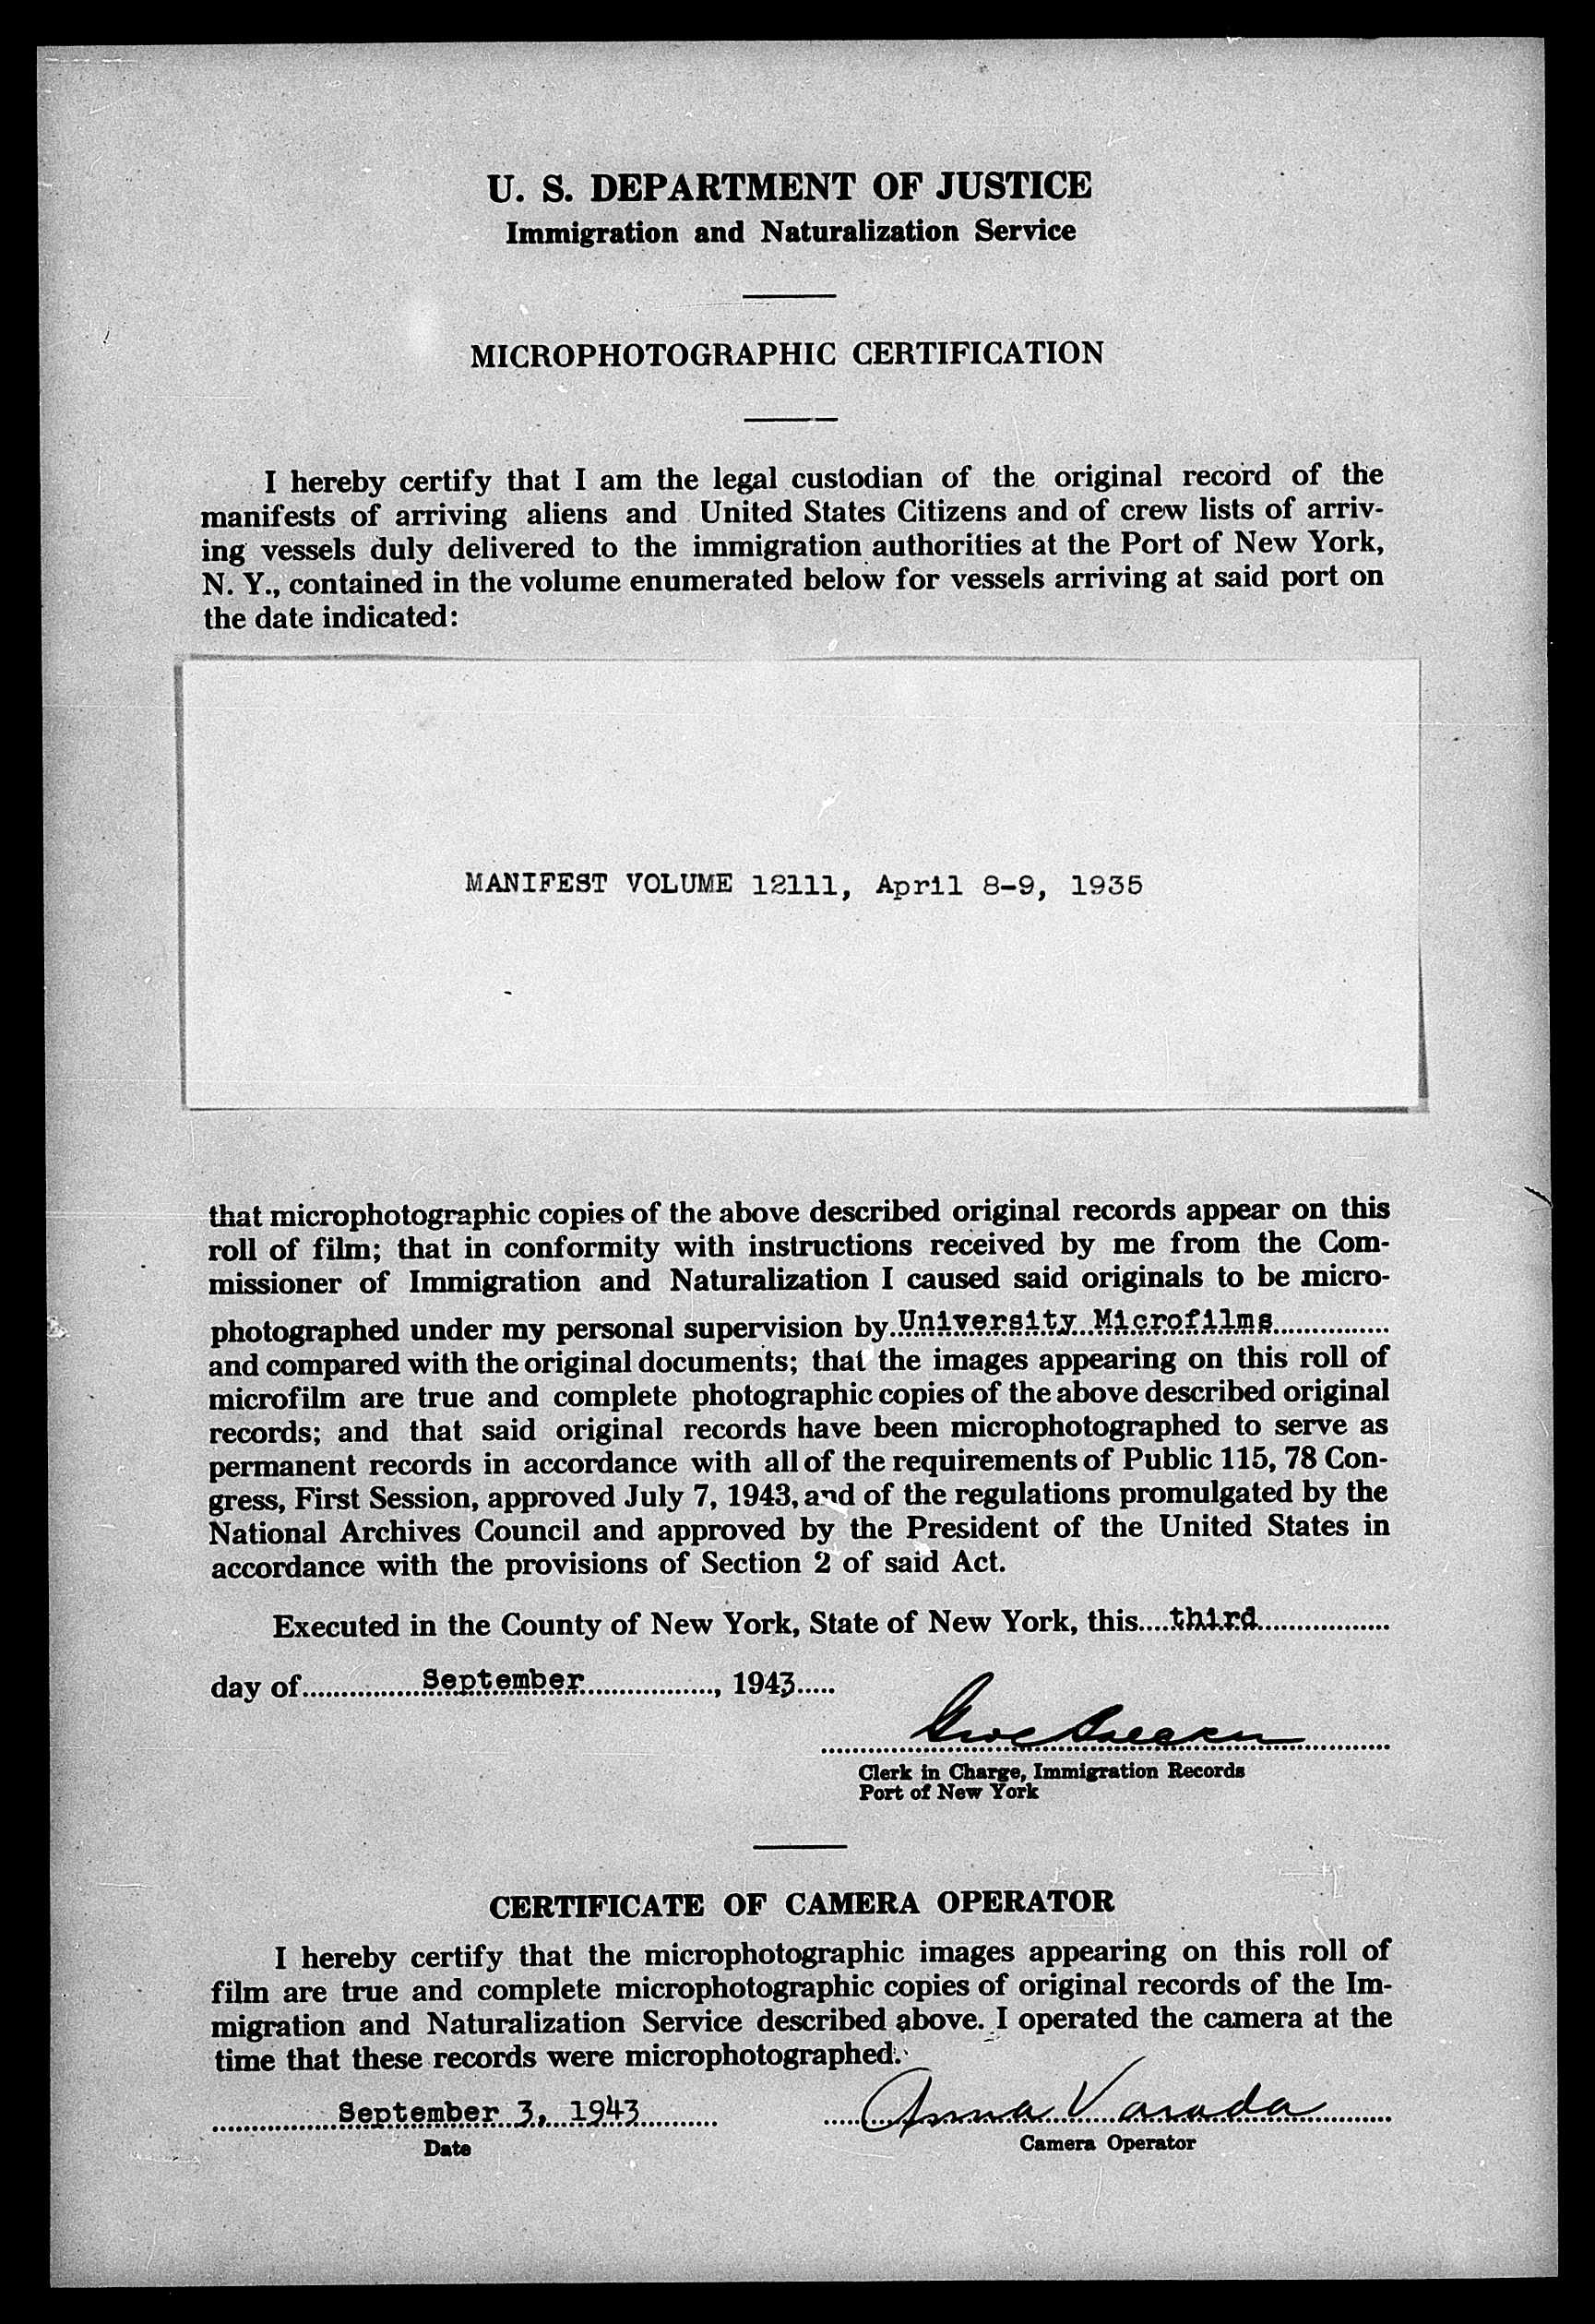 U. S. DEPARTMENT OF JUSTICE
Immigration and Naturalization Service
MICROPHOTOGRAPHIC CERTIFICATION
I hereby certify that I am the legal custodian of the original record of the
manifests of arriving aliens and United States Citizens and of crew lists of arriv-
ing vessels duly delivered to the immigration authorities at the Port of New York,
N. Y., contained in the volume enumerated below for vessels arriving at said port on
the date indicated:
MANIFEST VOLUME 12111, April 8-9, 1935
that microphotographic copies of the above described original records appear on this
roll of film; that in conformity with instructions received by me from the Com-
missioner of Immigration and Naturalization I caused said originals to be micro-
photographed under my personal supervision by University Microfilms
and compared with the original documents; that the images appearing on this roll of
microfilm are true and complete photographic copies of the above described original
records; and that said original records have been microphotographed to serve as
permanent records in accordance with all of the requirements of Public 115, 78 Con-
gress, First Session, approved July 7, 1943, and of the regulations promulgated by the
National Archives Council and approved by the President of the United States in
accordance with the provisions of Section 2 of said Act.
Executed in the County of New York, State of New York, this....third
day of September, 1943
Clerk in Charge, Immigration Records
Port of New York
CERTIFICATE OF CAMERA OPERATOR
I hereby certify that the microphotographic images appearing on this roll of
film are true and complete microphotographic copies of original records of the Im-
migration and Naturalization Service described above. I operated the camera at the
time that these records were microphotographed.
September 3, 1943 Anna Varada
Date Camera Operator